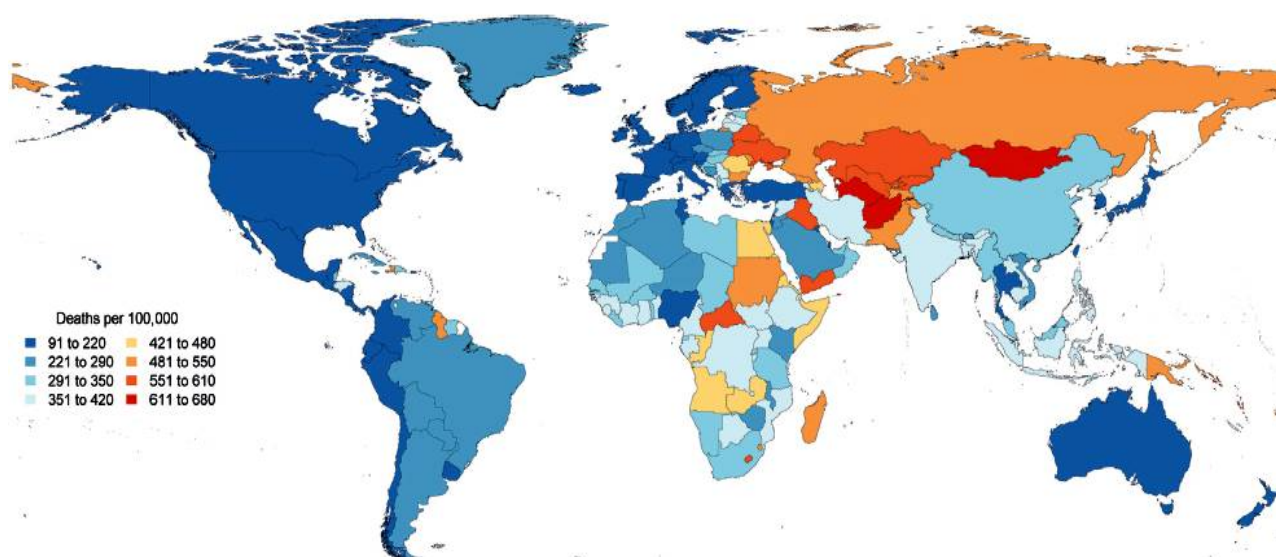 Deaths per 100,000
91 to 220 421 to 480
221 to 290 481 to 550
291 to 350 551 to 610
351 to 420 611 to 680